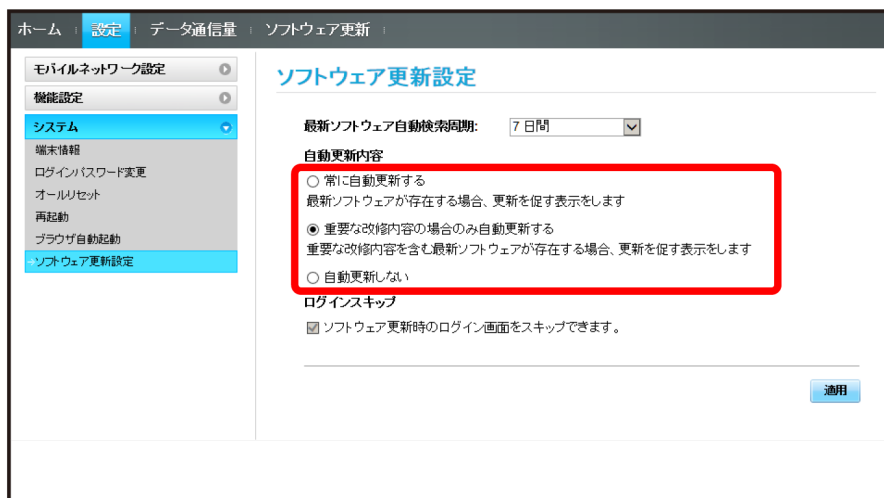 ホーム 設定 データ通信量 ソフトウェア更新
モバイルネットワーク設定
機能設定
システム
端末情報
ログインパスワード変更
オールリセット
再起動
ブラウザ自動起動
ソフトウェア更新設定
ソフトウェア更新設定
最新ソフトウェア自動検索周期: 7 日間
自動更新内容
常に自動更新する
最新ソフトウェアが存在する場合、更新を促す表示をします
重要な改修内容の場合のみ自動更新する
重要な改修内容を含む最新ソフトウェアが存在する場合、更新を促す表示をします
自動更新しない
ログインスキップ
ソフトウェア更新時のログイン画面をスキップできます。
適用